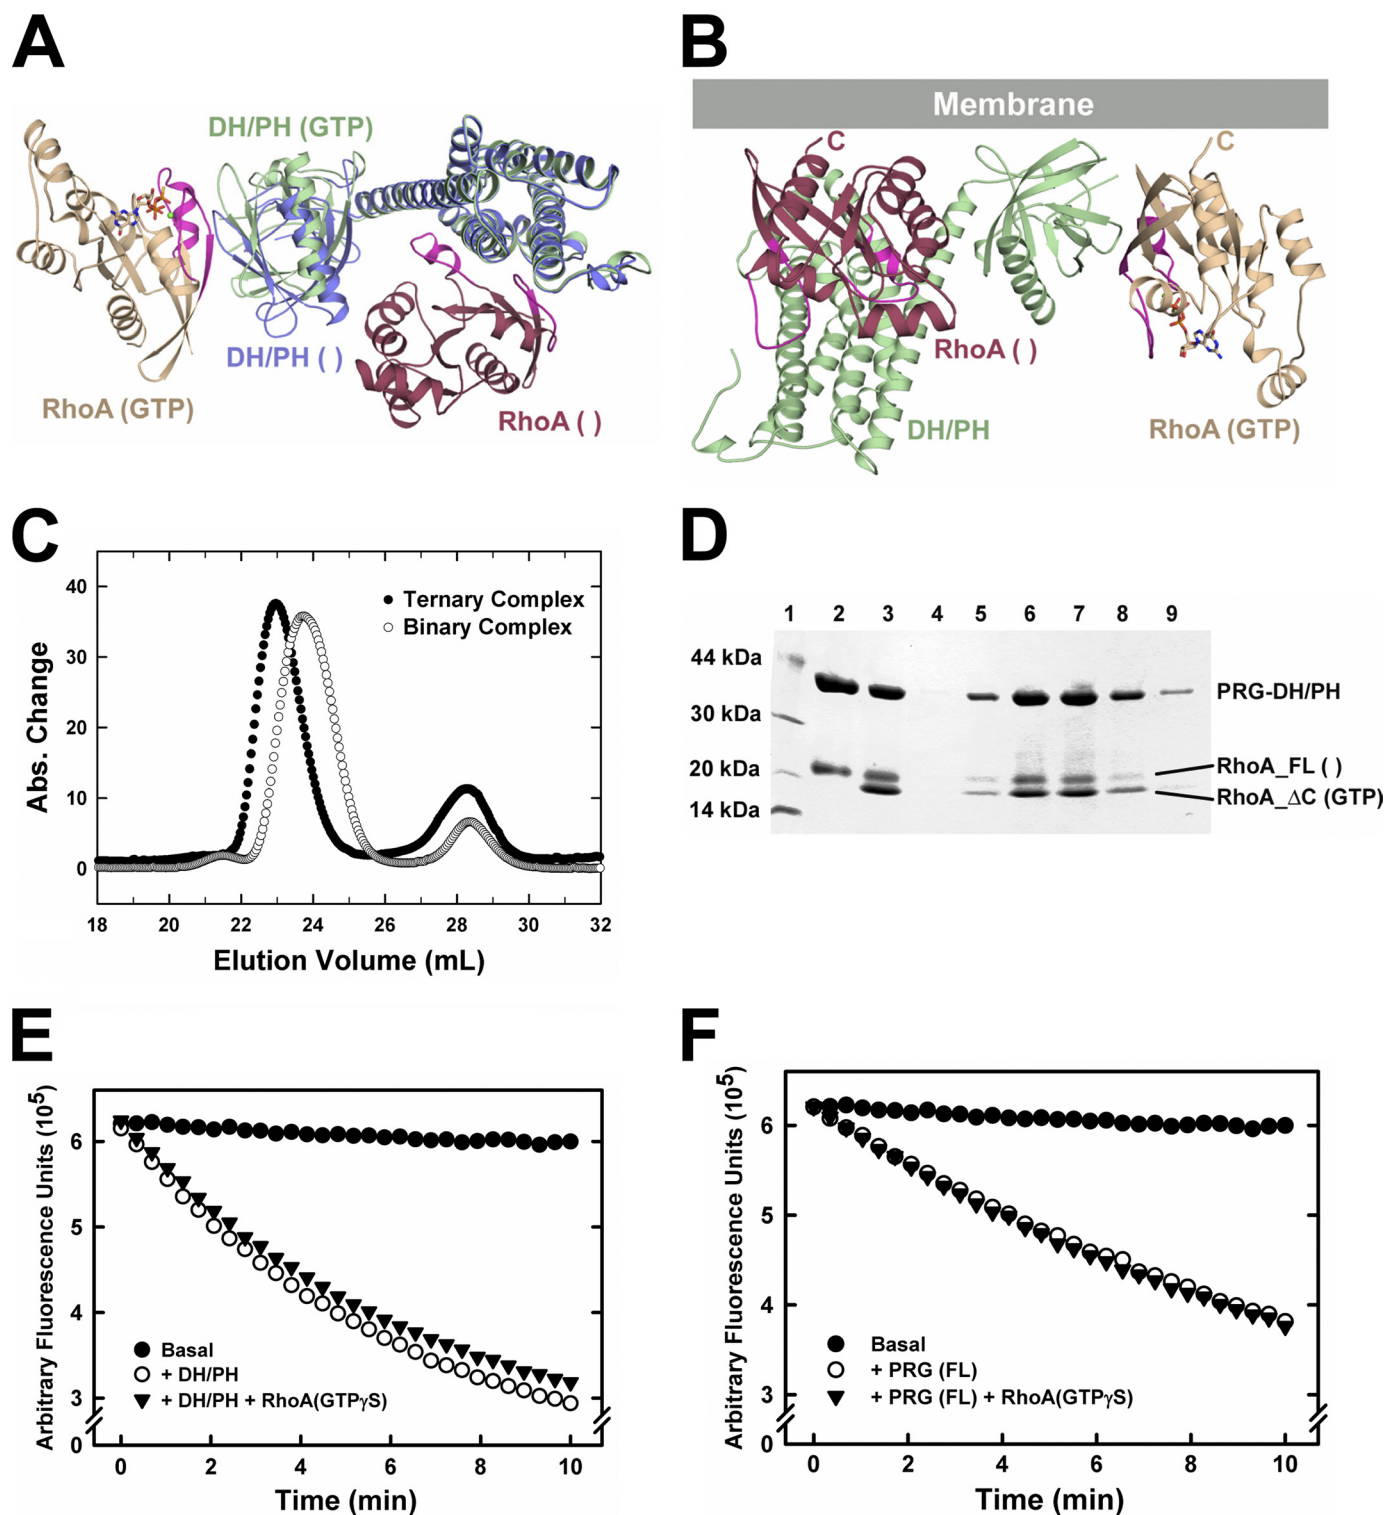 A
DH/PH (GTP)
DH/PH ( )
RhoA (GTP)
RhoA ( )
B
Membrane
C
C
RhoA ( )
DH/PH
RhoA (GTP)
C
Abs. Change
40
30
20
10
0
Ternary Complex
Binary Complex
18 20 22 24 26 28 30 32
Elution Volume (mL)
D
1 2 3 4 5 6 7 8 9
44 kDa
30 kDa
20 kDa
14 kDa
PRG-DH/PH
RhoA_FL ( )
RhoA_ΔC (GTP)
E
Arbitrary Fluorescence Units (10⁵)
6
5
4
3
0
Basal
+ DH/PH
+ DH/PH + RhoA(GTPγS)
0 2 4 6 8 10
Time (min)
F
Arbitrary Fluorescence Units (10⁵)
6
5
4
3
0
Basal
+ PRG (FL)
+ PRG (FL) + RhoA(GTPγS)
0 2 4 6 8 10
Time (min)